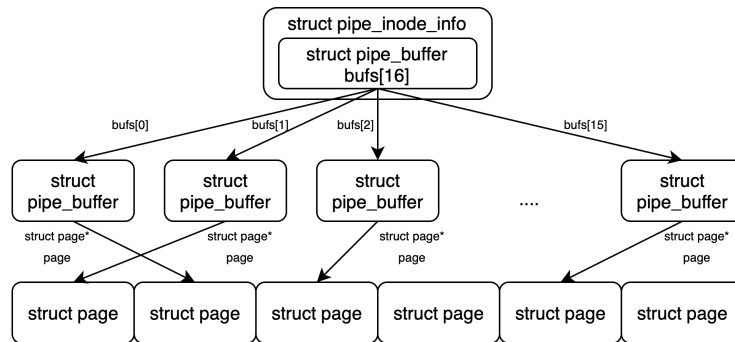 struct pipe_inode_info
struct pipe_buffer
bufs[16]
bufs[0]
bufs[1]
bufs[2]
bufs[15]
struct
pipe_buffer
struct
pipe_buffer
struct
pipe_buffer
....
struct
pipe_buffer
struct page*
page
struct page*
page
struct page*
page
struct page*
page
struct page
struct page
struct page
struct page
struct page
struct page